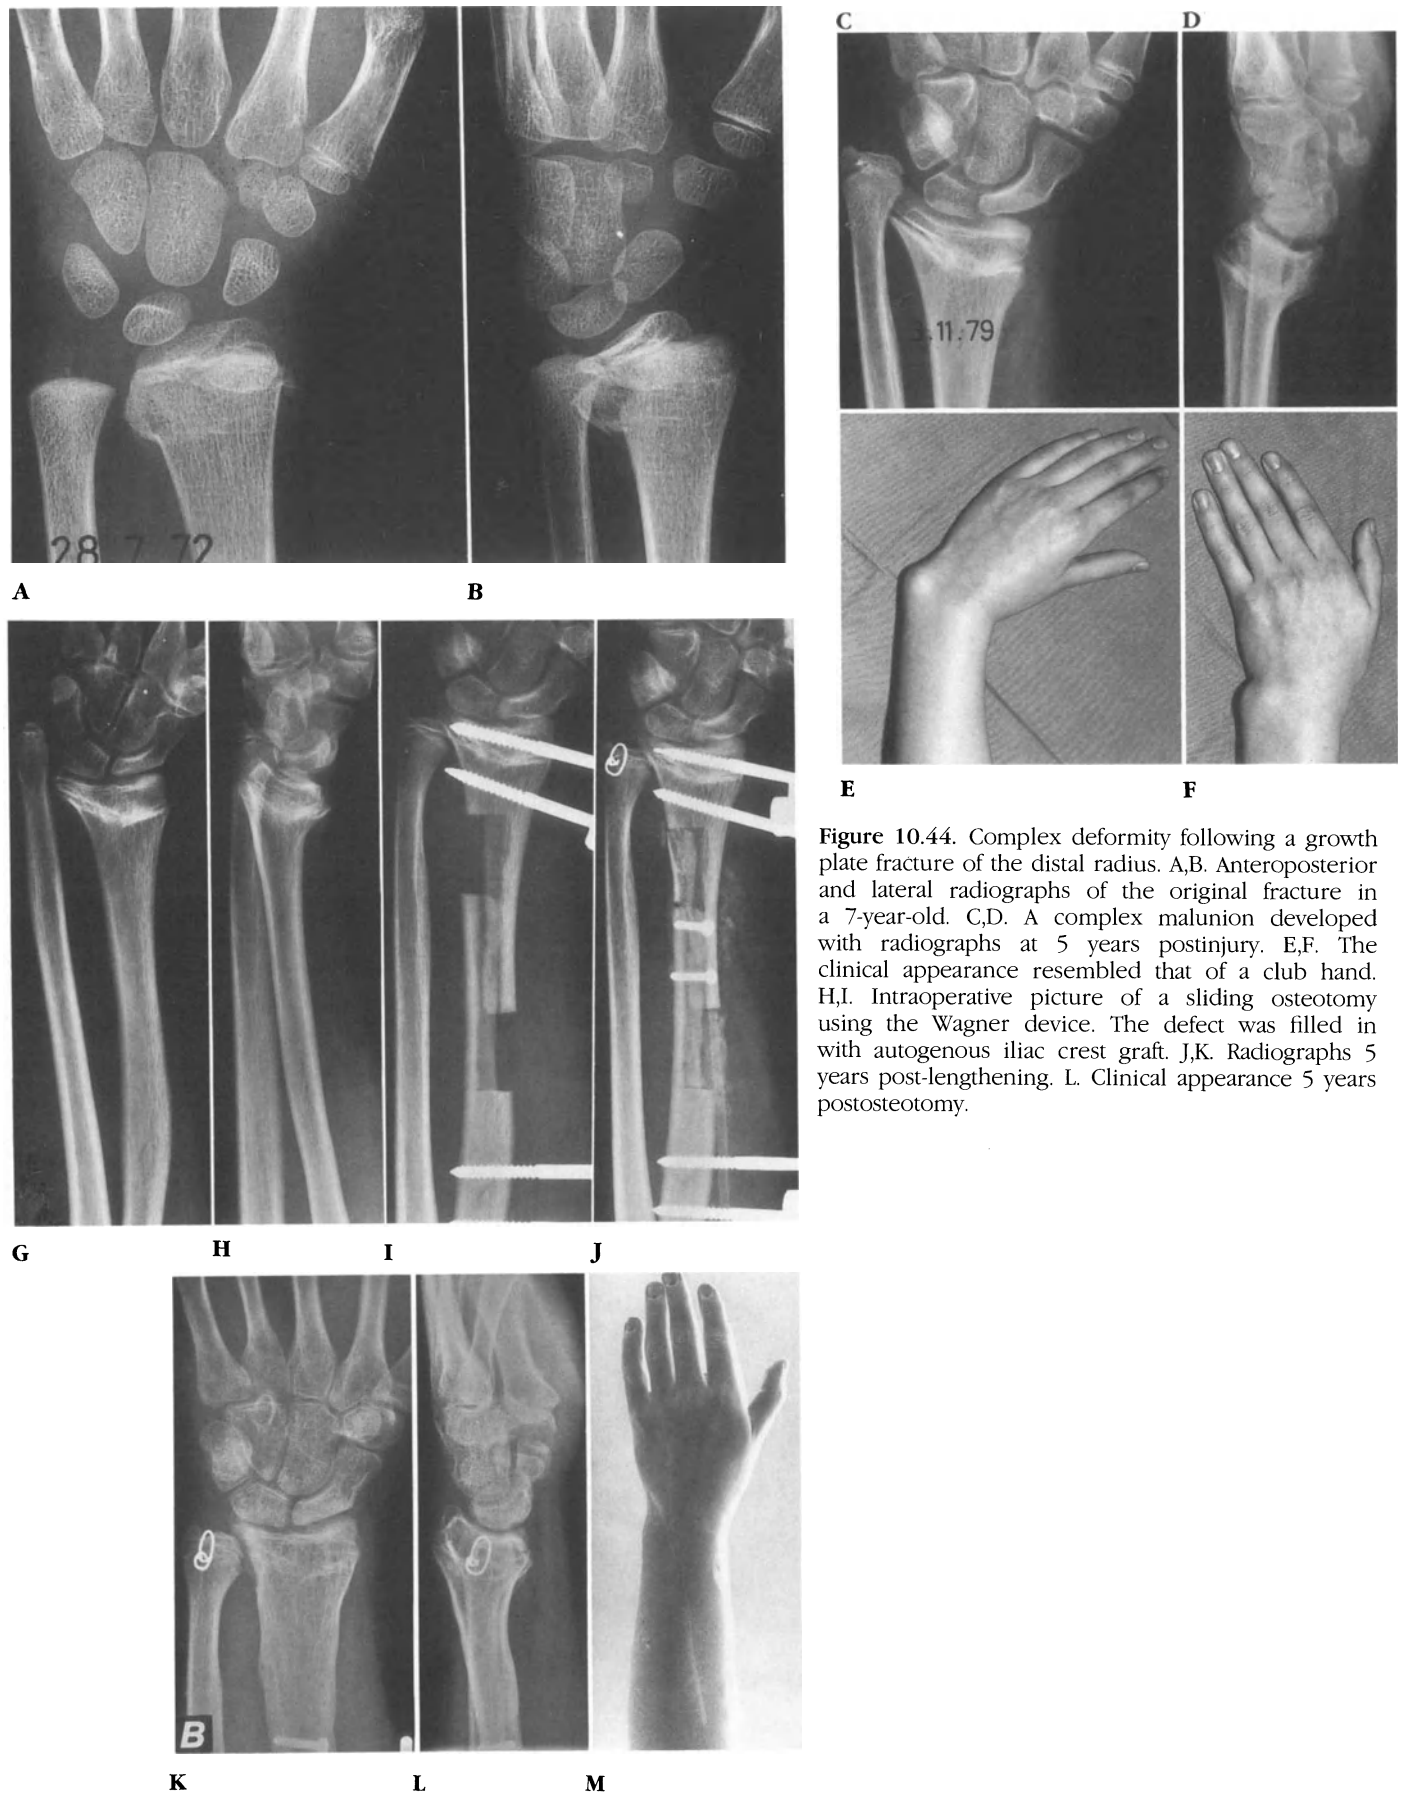 C
D
28 7 72
3.11.79
A
B
E
F
Figure 10.44. Complex deformity following a growth
plate fracture of the distal radius. A,B. Anteroposterior
and lateral radiographs of the original fracture in
a 7-year-old. C,D. A complex malunion developed
with radiographs at 5 years postinjury. E,F. The
clinical appearance resembled that of a club hand.
H,I. Intraoperative picture of a sliding osteotomy
using the Wagner device. The defect was filled in
with autogenous iliac crest graft. J,K. Radiographs 5
years post-lengthening. L. Clinical appearance 5 years
postosteotomy.
G
H
I
J
B
K
L
M